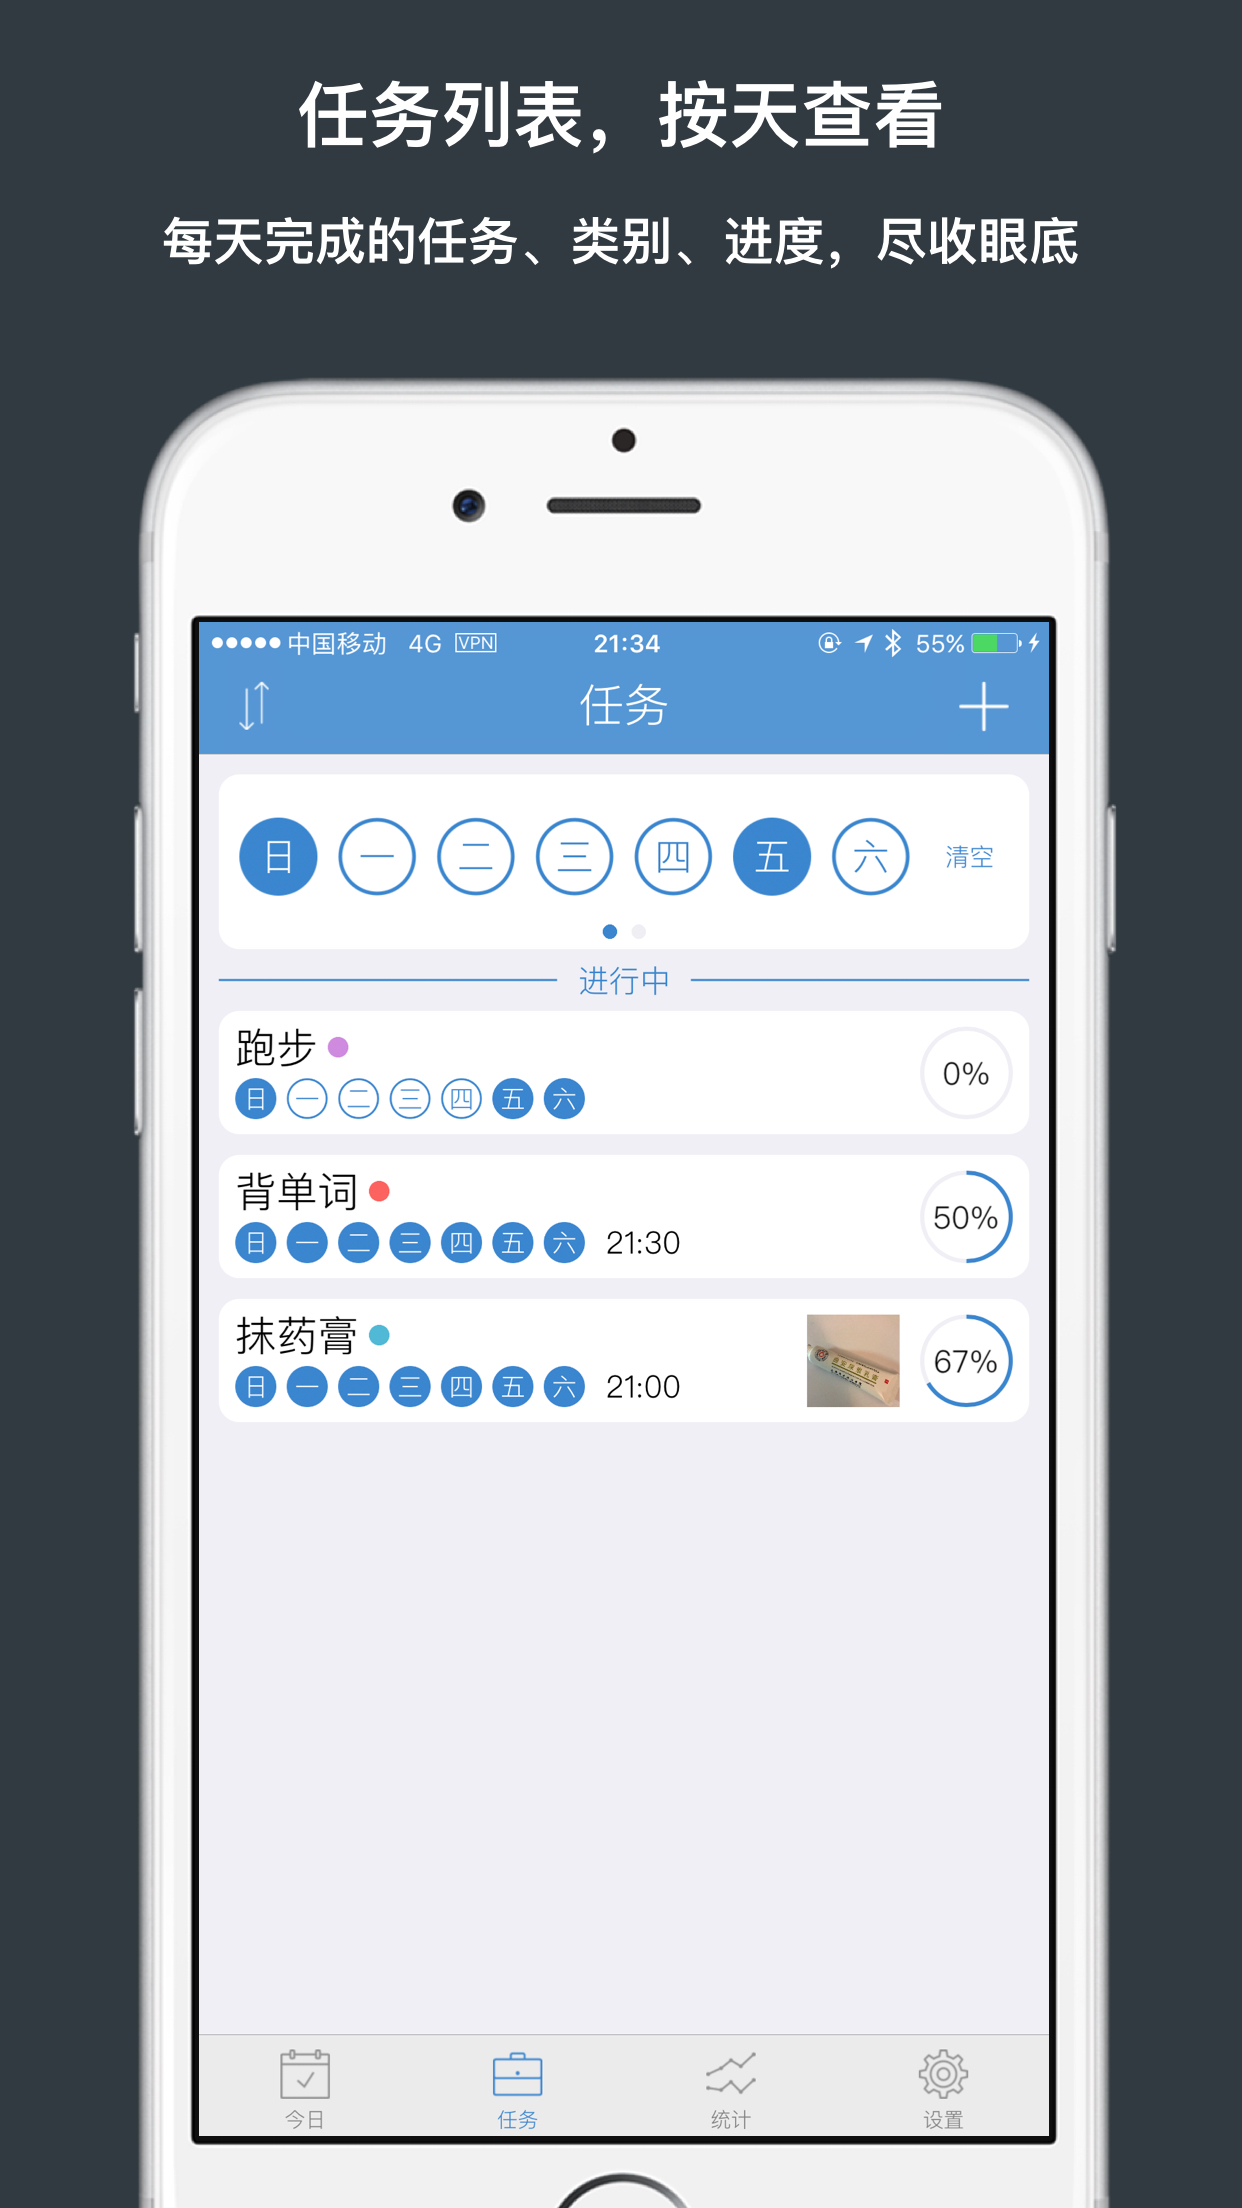 任务列表，按天查看
每天完成的任务、类别、进度，尽收眼底
中国移动 4G VPN 21:34 55%
任务
日 一 二 三 四 五 六 清空
进行中
跑步
日 一 二 三 四 五 六
0%
背单词
日 一 二 三 四 五 六 21:30
50%
抹药膏
日 一 二 三 四 五 六 21:00
67%
今日 任务 统计 设置